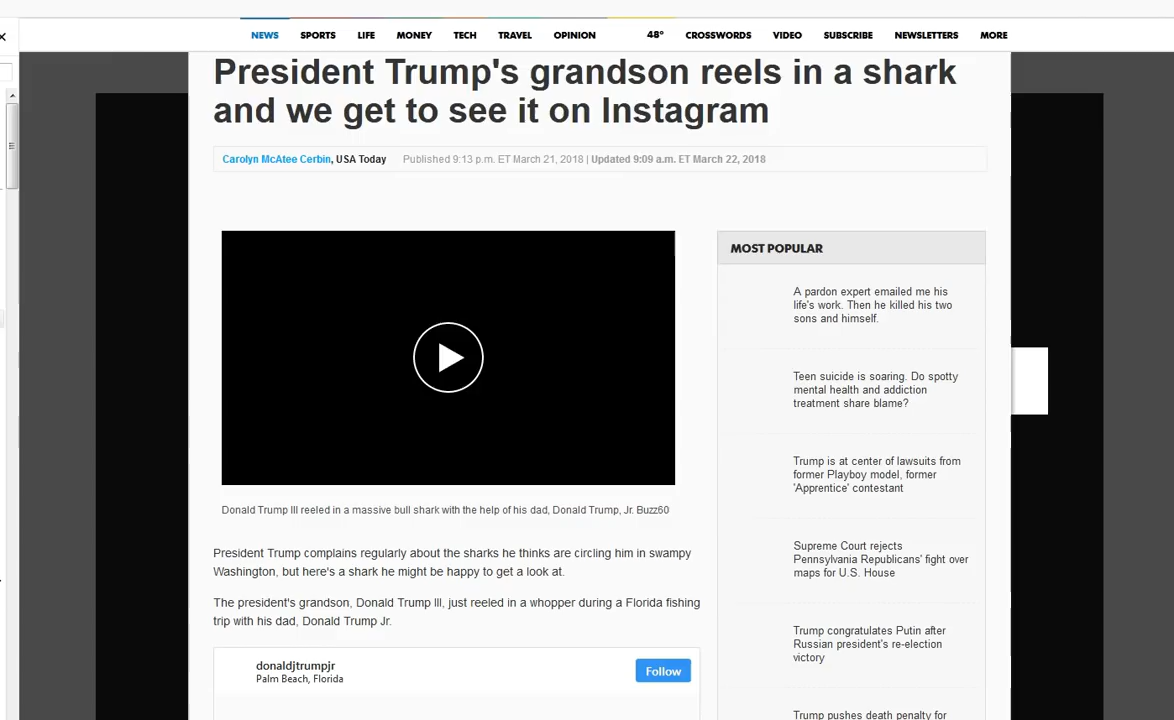 NEWS SPORTS LIFE MONEY TECH TRAVEL OPINION 48° CROSSWORDS VIDEO SUBSCRIBE NEWSLETTERS MORE
President Trump's grandson reels in a shark
and we get to see it on Instagram
Carolyn McAtee Cerbin, USA Today Published 9:13 p.m. ET March 21, 2018 | Updated 9:09 a.m. ET March 22, 2018
Donald Trump III reeled in a massive bull shark with the help of his dad, Donald Trump, Jr. Buzz60
President Trump complains regularly about the sharks he thinks are circling him in swampy
Washington, but here's a shark he might be happy to get a look at.
The president's grandson, Donald Trump III, just reeled in a whopper during a Florida fishing
trip with his dad, Donald Trump Jr.
donaldjtrumpjr
Palm Beach, Florida
Follow
MOST POPULAR
A pardon expert emailed me his
life's work. Then he killed his two
sons and himself.
Teen suicide is soaring. Do spotty
mental health and addiction
treatment share blame?
Trump is at center of lawsuits from
former Playboy model, former
'Apprentice' contestant
Supreme Court rejects
Pennsylvania Republicans' fight over
maps for U.S. House
Trump congratulates Putin after
Russian president's re-election
victory
Trump pushes death penalty for